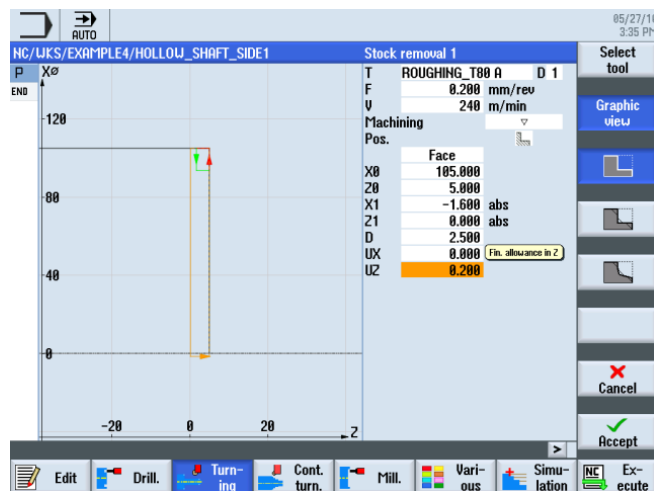 AUTO
05/27/1
3:35 PM
NC/WKS/EXAMPLE4/HOLLOW_SHAFT_SIDE1
Stock removal 1
Select
tool
P
END
XØ
120
80
40
0
-20
0
20
Z
T ROUGHING_T80 A D 1
F 0.200 mm/rev
V 240 m/min
Machining ▽
Pos.
Face
X0 105.000
Z0 5.000
X1 -1.600 abs
Z1 0.000 abs
D 2.500
UX 0.000 Fin. allowance in Z
UZ 0.200
Graphic
view
Cancel
Accept
>
Edit
Drill.
Turn-
ing
Cont.
turn.
Mill.
Vari-
ous
Simu-
lation
NC
Ex-
ecute